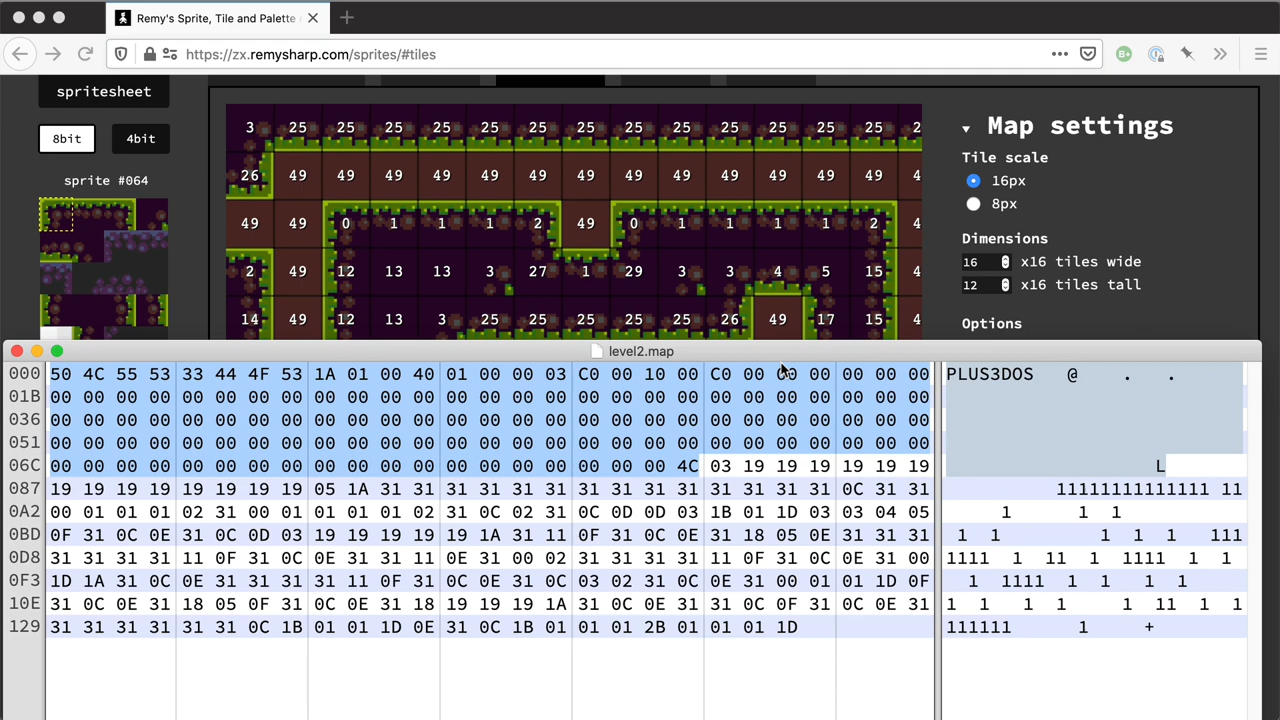 Remy's Sprite, Tile and Palette
https://zx.remysharp.com/sprites/#tiles
spritesheet
8bit 4bit
sprite #064
3 25 25 25 25 25 25 25 25 25 25 25 25 25 2
26 49 49 49 49 49 49 49 49 49 49 49 49 49 4
49 49 0 1 1 1 2 49 0 1 1 1 1 2 4
2 49 12 13 13 3 27 1 29 3 3 4 5 15 4
14 49 12 13 3 25 25 25 25 25 26 49 17 15 4
Map settings
Tile scale
16px
8px
Dimensions
16 x16 tiles wide
12 x16 tiles tall
Options
level2.map
000 50 4C 55 53 33 44 4F 53 1A 01 00 40 01 00 00 03 C0 00 10 00 C0 00 00 00 00 00 00 PLUS3DOS @ . .
01B 00 00 00 00 00 00 00 00 00 00 00 00 00 00 00 00 00 00 00 00 00 00 00 00 00 00 00
036 00 00 00 00 00 00 00 00 00 00 00 00 00 00 00 00 00 00 00 00 00 00 00 00 00 00 00
051 00 00 00 00 00 00 00 00 00 00 00 00 00 00 00 00 00 00 00 00 00 00 00 00 00 00 00
06C 00 00 00 00 00 00 00 00 00 00 00 00 00 00 00 00 00 00 00 4C 03 19 19 19 19 19 19 L
087 19 19 19 19 19 19 19 19 05 1A 31 31 31 31 31 31 31 31 31 31 31 31 31 31 0C 31 31 11111111111111 11
0A2 00 01 01 01 02 31 00 01 01 01 01 02 31 0C 02 31 0C 0D 0D 03 1B 01 1D 03 03 04 05 1 1 1
0BD 0F 31 0C 0E 31 0C 0D 03 19 19 19 19 19 1A 31 11 0F 31 0C 0E 31 18 05 0E 31 31 31 1 1 1 1 1 111
0D8 31 31 31 31 11 0F 31 0C 0E 31 31 11 0E 31 00 02 31 31 31 31 11 0F 31 0C 0E 31 00 1111 1 11 1 1111 1 1
0F3 1D 1A 31 0C 0E 31 31 31 31 11 0F 31 0C 0E 31 0C 03 02 31 0C 0E 31 00 01 01 1D 0F 1 1111 1 1 1 1
10E 31 0C 0E 31 18 05 0F 31 0C 0E 31 18 19 19 19 1A 31 0C 0E 31 31 0C 0F 31 0C 0E 31 1 1 1 1 1 11 1 1
129 31 31 31 31 31 31 0C 1B 01 01 1D 0E 31 0C 1B 01 01 01 2B 01 01 01 1D 111111 1 +